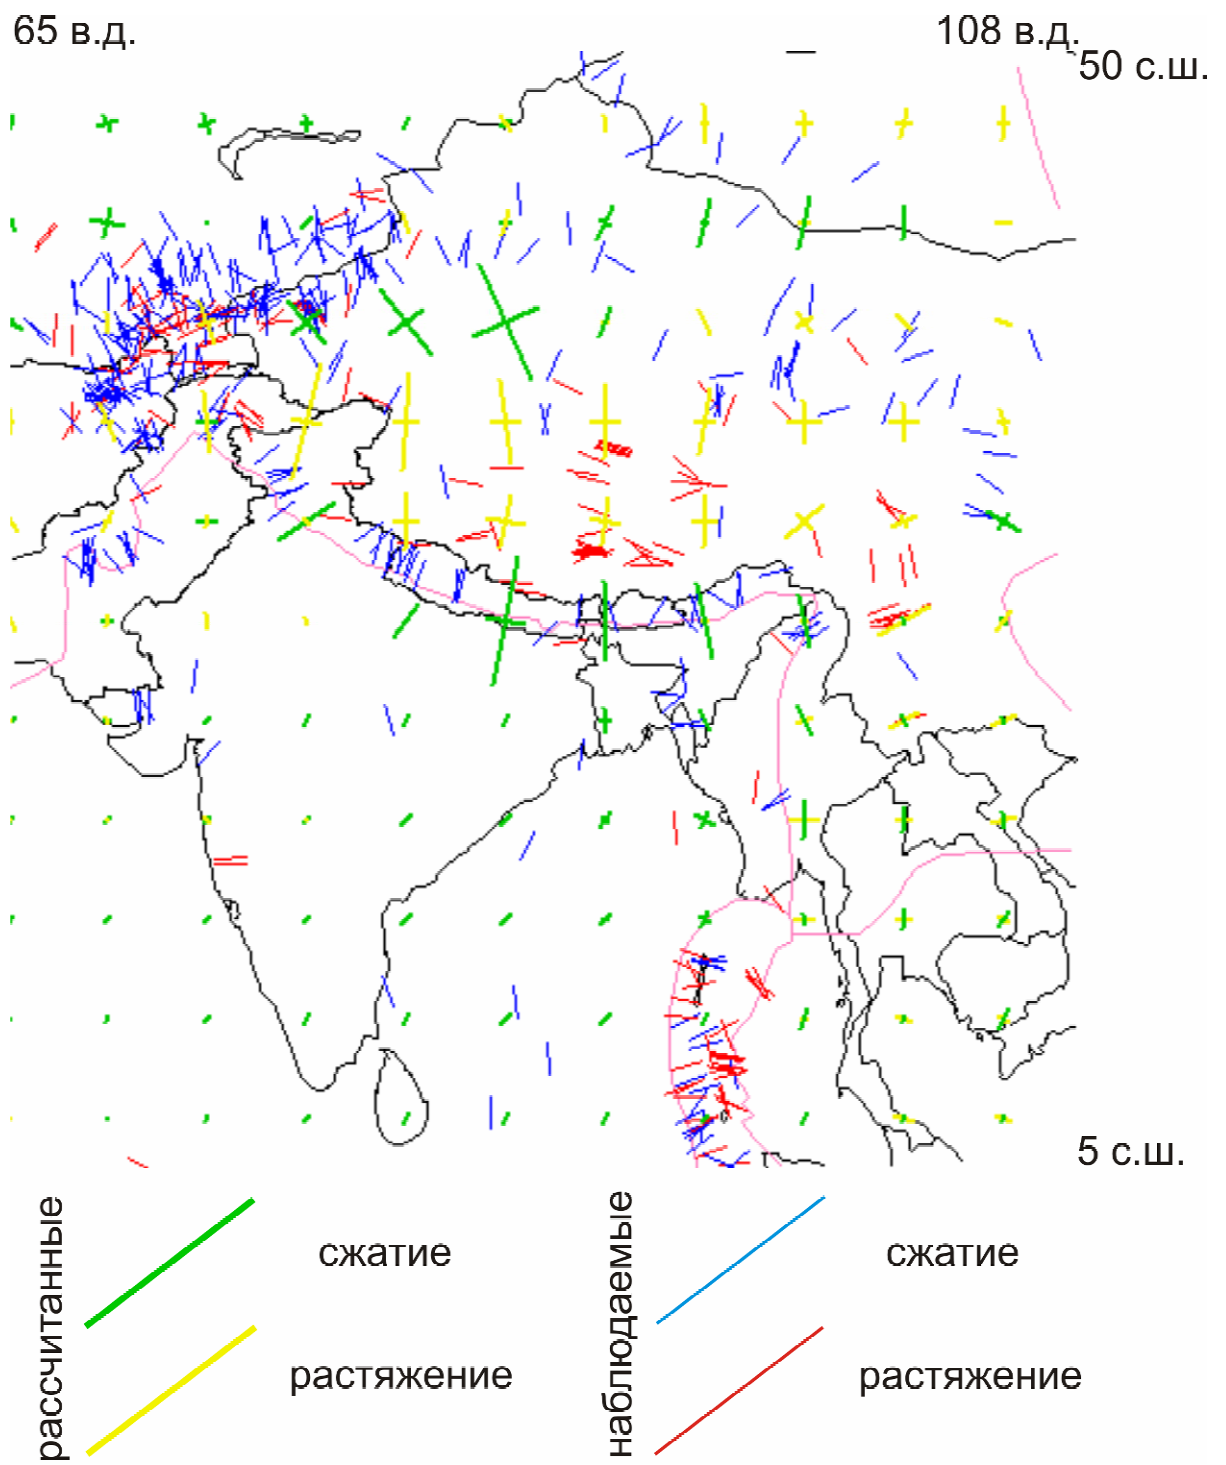 65 в.д.
108 в.д.
50 с.ш.
5 с.ш.
рассчитанные
сжатие
растяжение
наблюдаемые
сжатие
растяжение